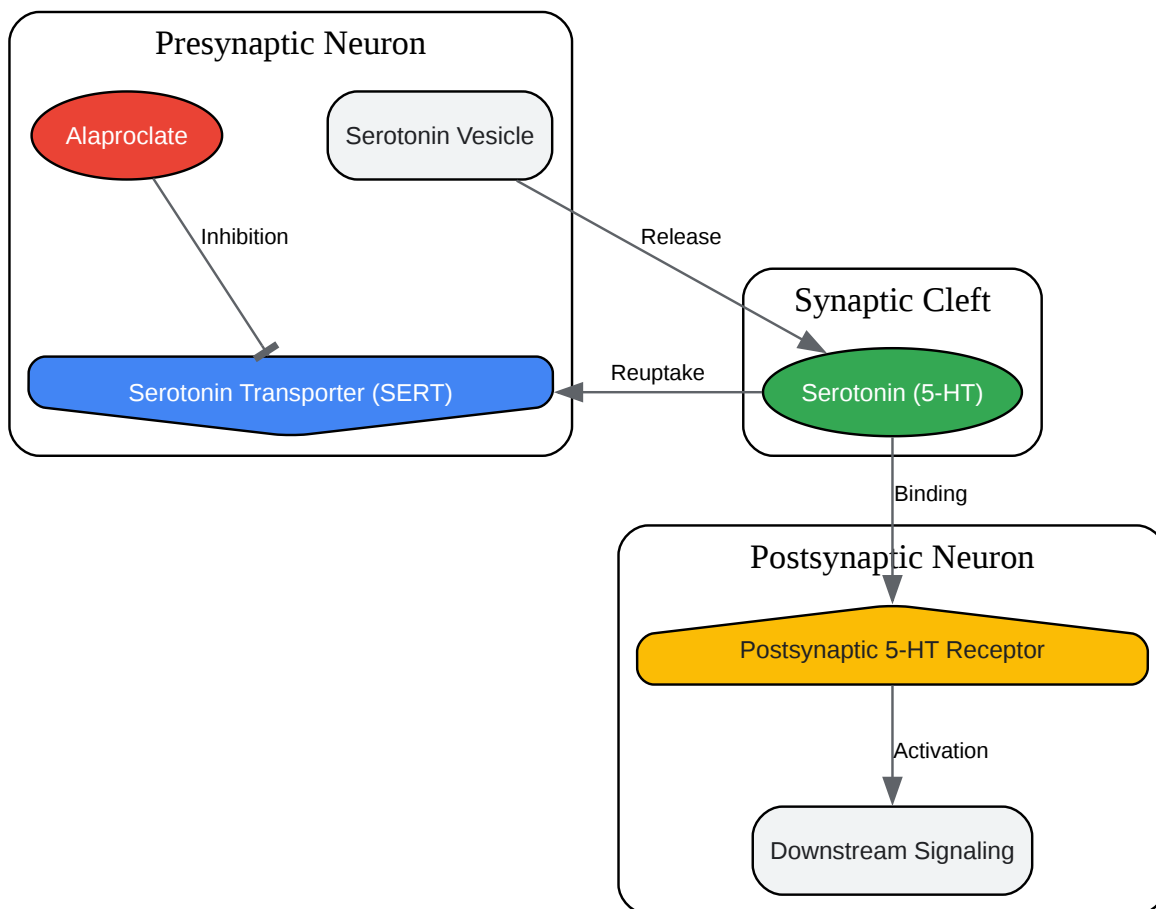 Presynaptic Neuron
Alaproclate
Serotonin Vesicle
Inhibition
Release
Synaptic Cleft
Serotonin Transporter (SERT)
Reuptake
Serotonin (5-HT)
Binding
Postsynaptic Neuron
Postsynaptic 5-HT Receptor
Activation
Downstream Signaling